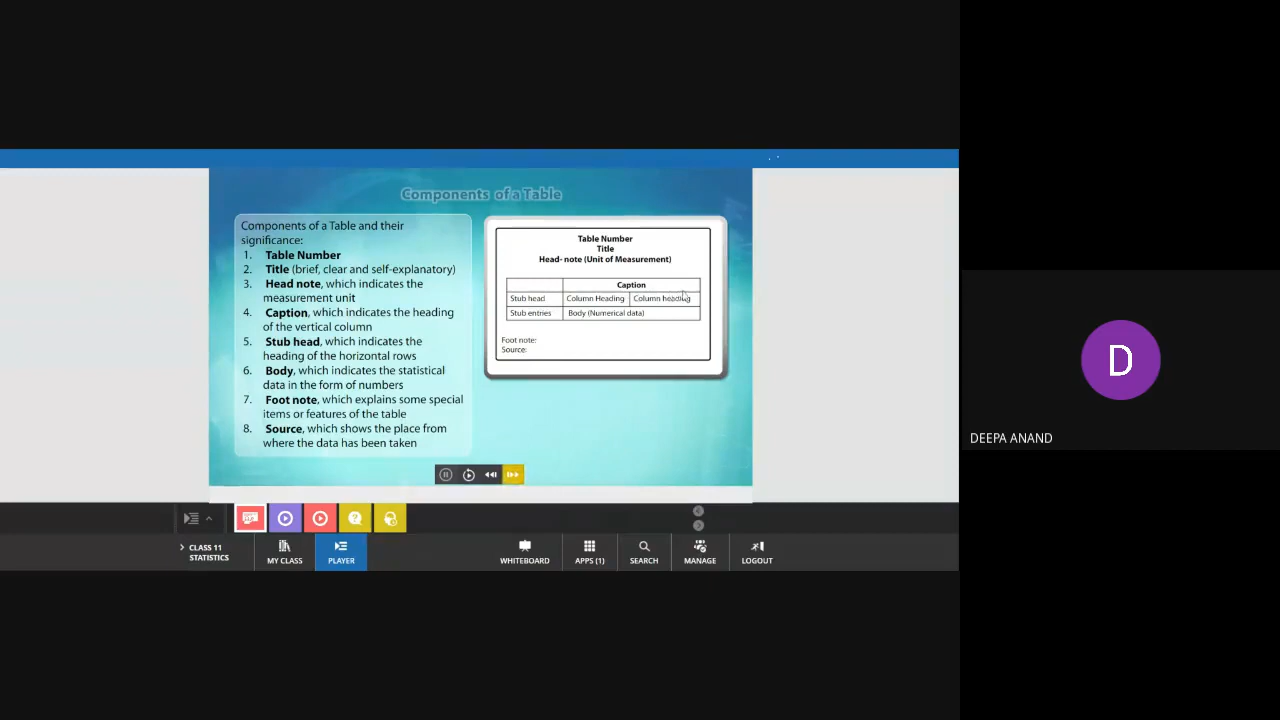 Components of a Table
Components of a Table and their
significance:
1. Table Number
2. Title (brief, clear and self-explanatory)
3. Head note, which indicates the
measurement unit
4. Caption, which indicates the heading
of the vertical column
5. Stub head, which indicates the
heading of the horizontal rows
6. Body, which indicates the statistical
data in the form of numbers
7. Foot note, which explains some special
items or features of the table
8. Source, which shows the place from
where the data has been taken
Table Number
Title
Head- note (Unit of Measurement)
Caption
Stub head Column Heading Column heading
Stub entries Body (Numerical data)
Foot note:
Source:
D
DEEPA ANAND
CLASS 11
STATISTICS
MY CLASS
PLAYER
WHITEBOARD
APPS (1)
SEARCH
MANAGE
LOGOUT